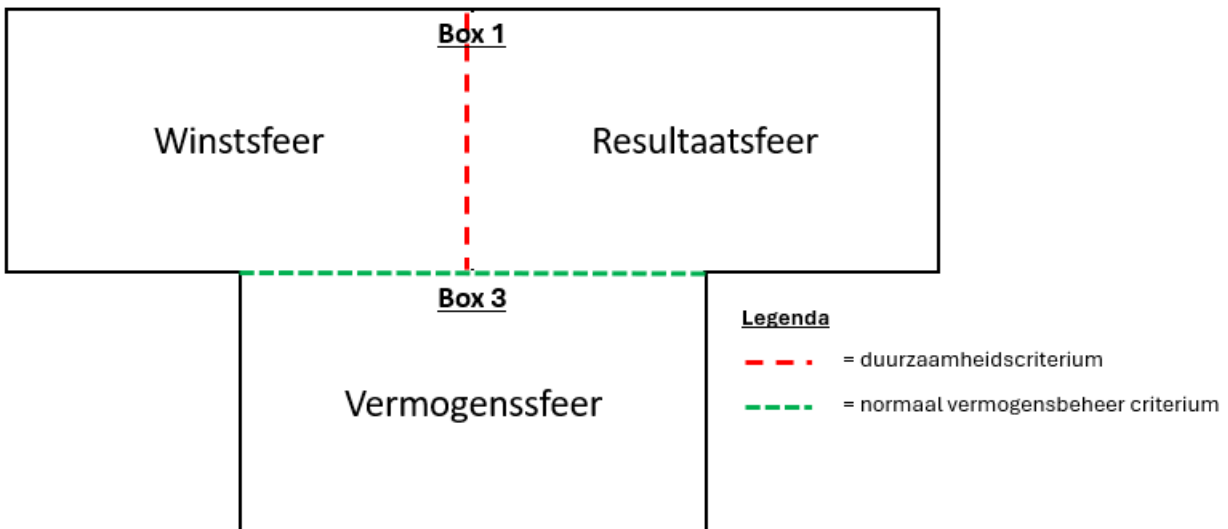 Box 1
Winstsfeer
Resultaatsfeer
Box 3
Legenda
= duurzaamheidscriterium
Vermogenssfeer
= normaal vermogensbeheer criterium